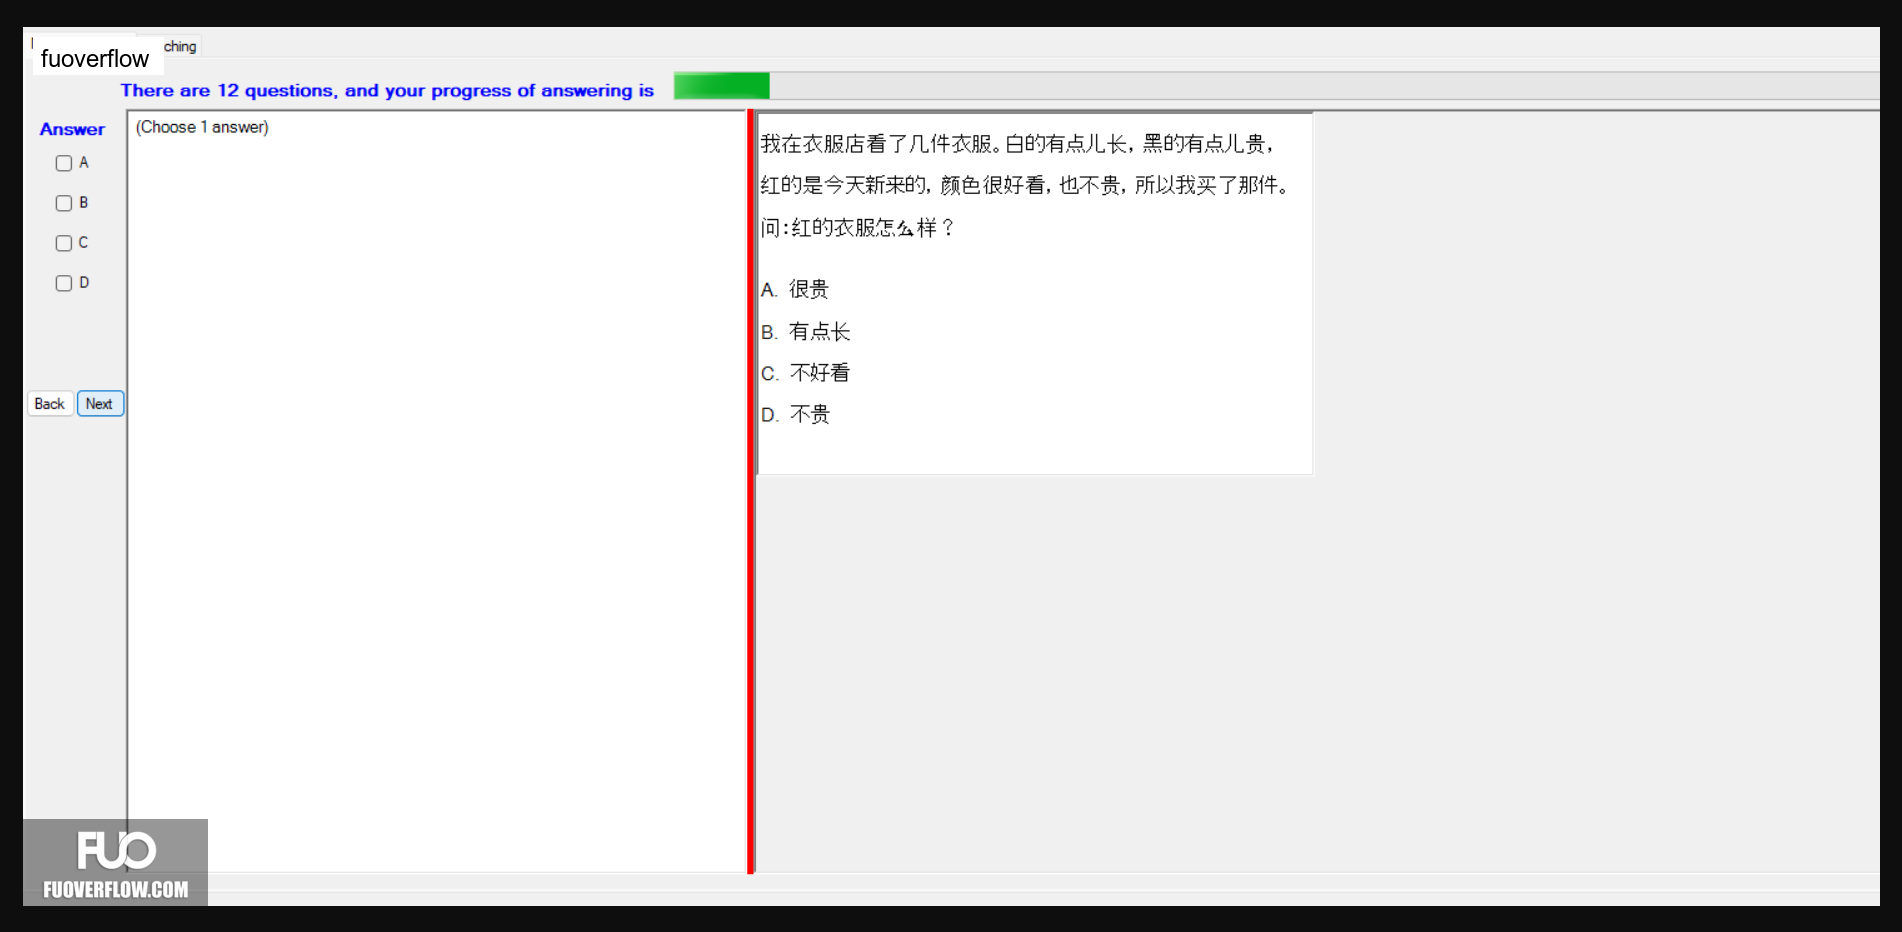 ching
fuoverflow
There are 12 questions, and your progress of answering is
Answer
(Choose 1 answer)
A
B
C
D
Back Next
我在衣服店看了几件衣服。白的有点儿长，黑的有点儿贵，
红的是今天新来的，颜色很好看，也不贵，所以我买了那件。
问：红的衣服怎么样？
A. 很贵
B. 有点长
C. 不好看
D. 不贵
FUO
FUOVERFLOW.COM